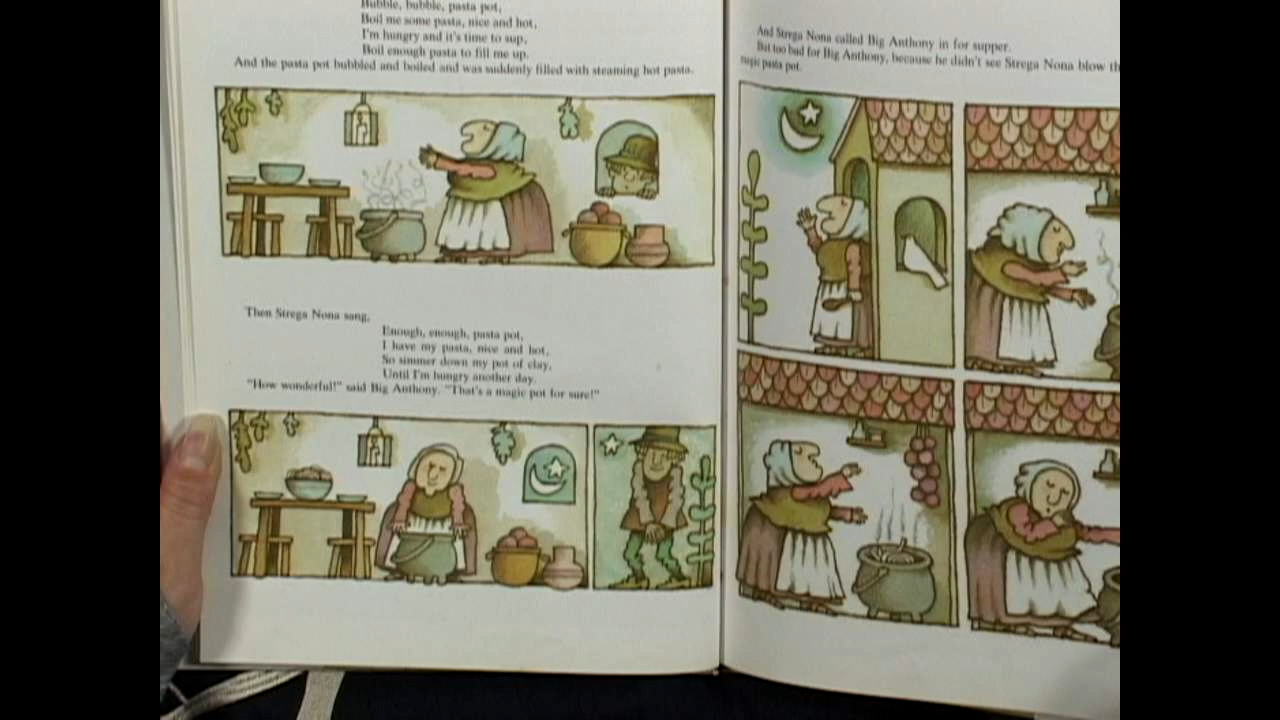 Bubble, bubble, pasta pot,
Boil me some pasta, nice and hot,
I'm hungry and it's time to sup,
Boil enough pasta to fill me up.
And the pasta pot bubbled and boiled and was suddenly filled with steaming hot pasta.
Then Strega Nona sang,
Enough, enough, pasta pot,
I have my pasta, nice and hot,
So simmer down my pot of clay,
Until I'm hungry another day.
"How wonderful!" said Big Anthony. "That's a magic pot for sure!"
And Strega Nona called Big Anthony in for supper.
But too bad for Big Anthony, because he didn't see Strega Nona blow th
magic pasta pot.